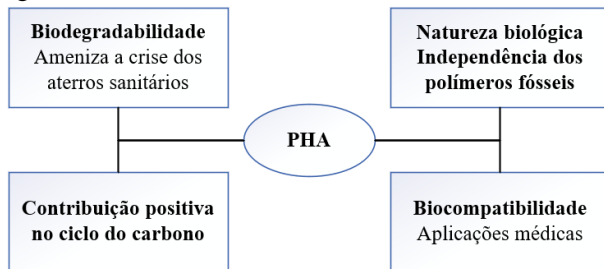 Biodegradabilidade
Ameniza a crise dos
aterros sanitários
Natureza biológica
Independência dos
polímeros fósseis
PHA
Contribuição positiva
no ciclo do carbono
Biocompatibilidade
Aplicações médicas